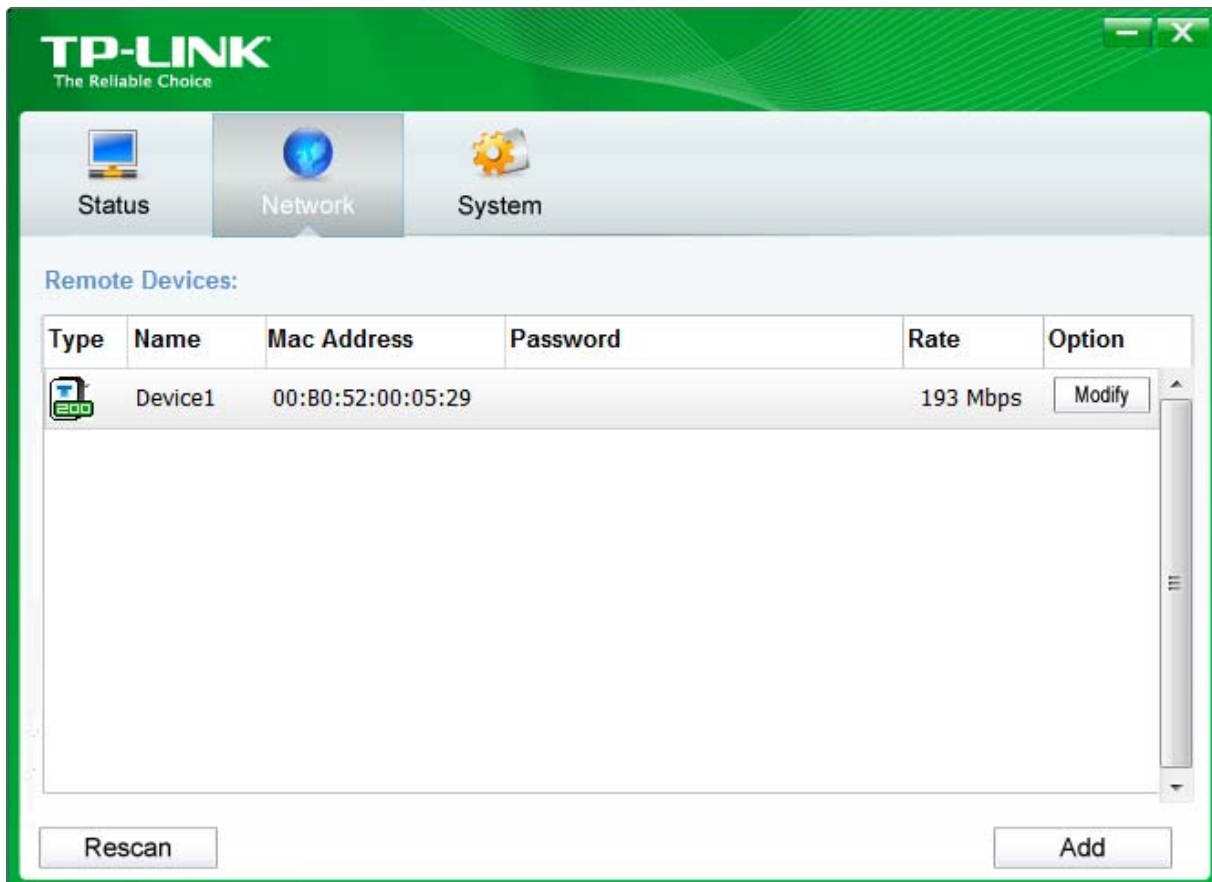 TP-LINK
The Reliable Choice
Status Network System
Remote Devices:
Type Name Mac Address Password Rate Option
T 200 Device1 00:B0:52:00:05:29 193 Mbps Modify
Rescan Add